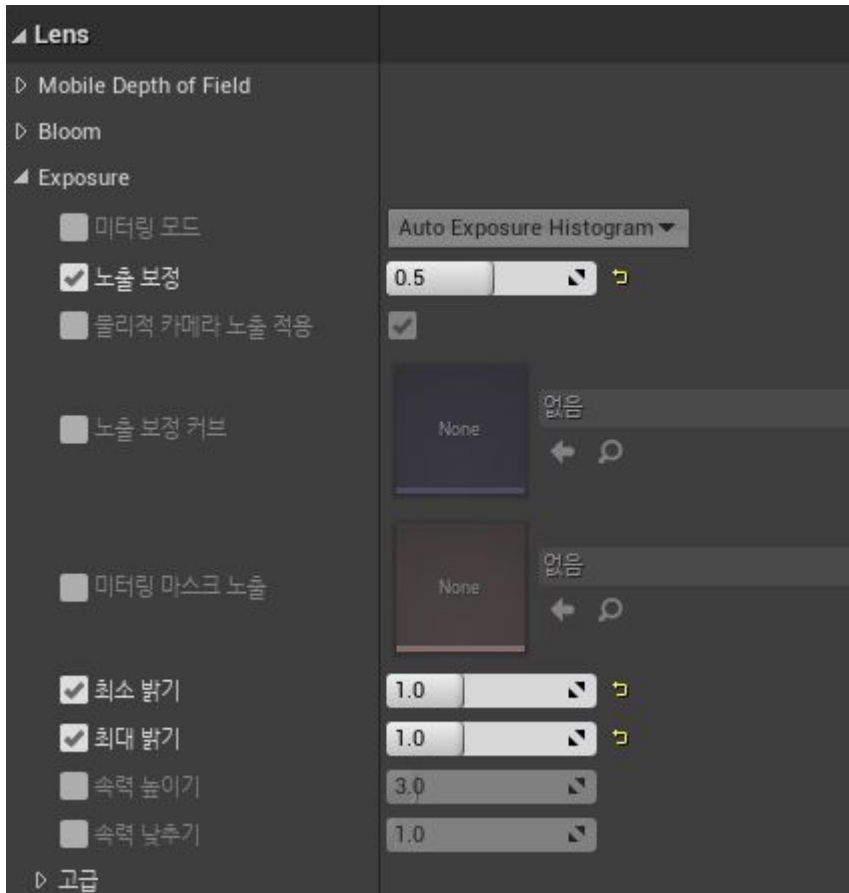 Lens
Mobile Depth of Field
Bloom
Exposure
미터링 모드 Auto Exposure Histogram
노출 보정 0.5
물리적 카메라 노출 적용
노출 보정 커브 None 없음
미터링 마스크 노출 None 없음
최소 밝기 1.0
최대 밝기 1.0
속력 높이기 3.0
속력 낮추기 1.0
고급